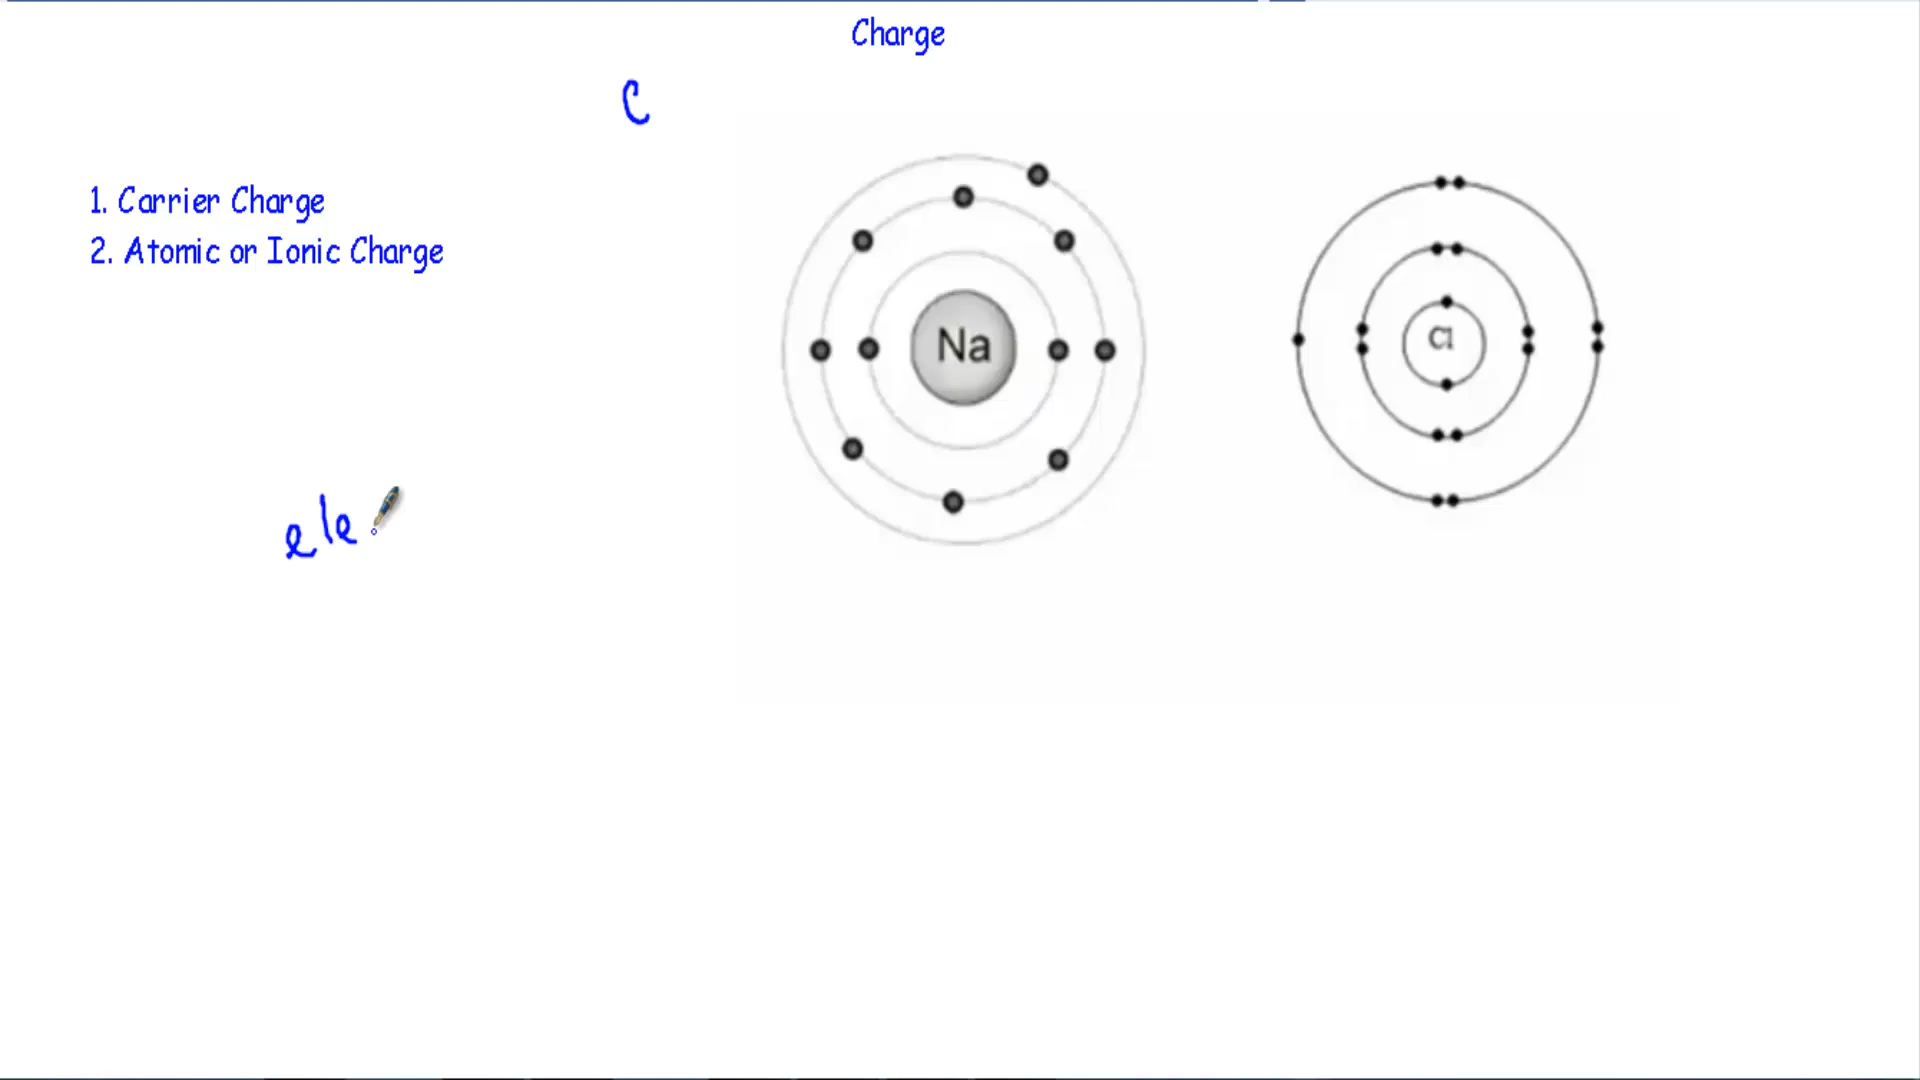 Charge
C
1. Carrier Charge
2. Atomic or Ionic Charge
Na
Cl
ele